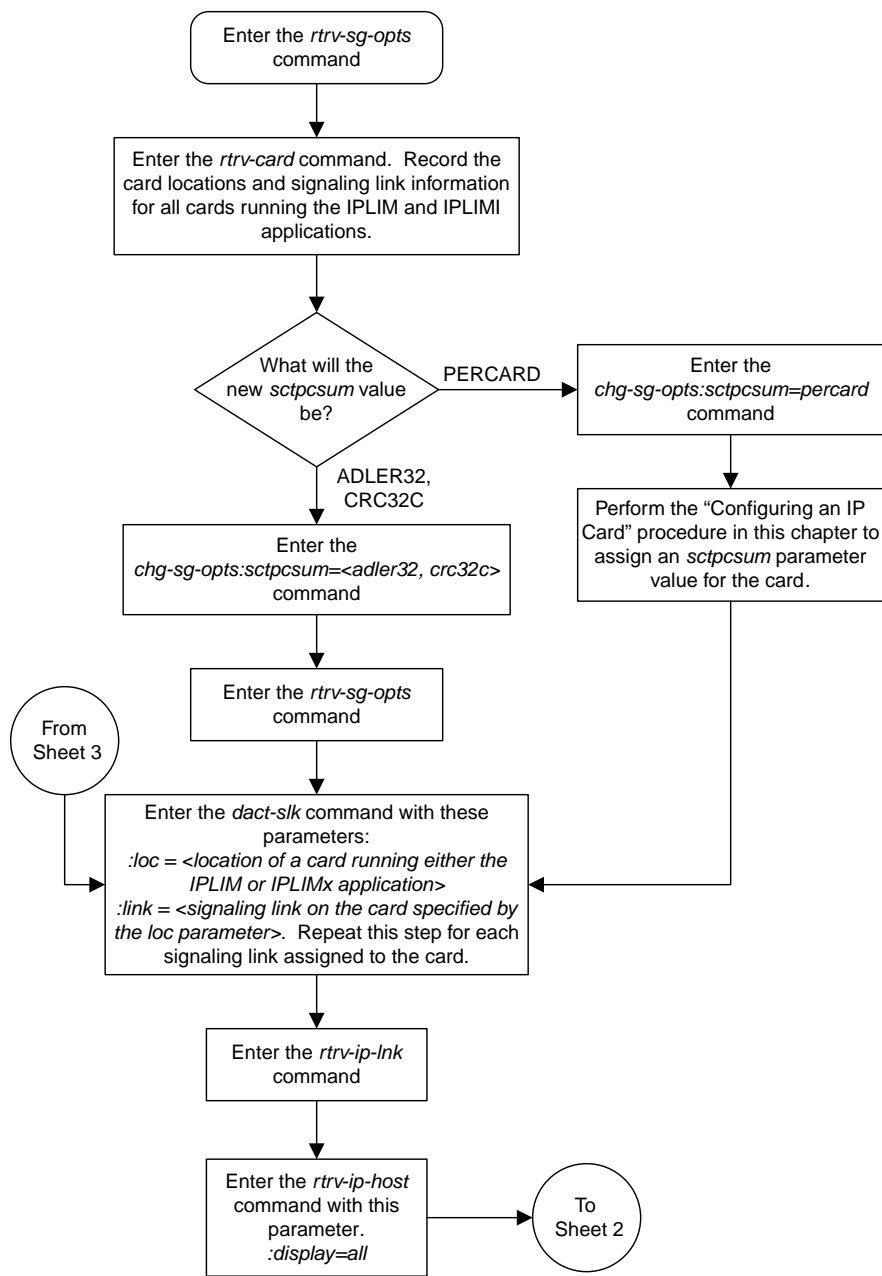 Enter the rtrv-sg-opts
command
Enter the rtrv-card command.  Record the
card locations and signaling link information
for all cards running the IPLIM and IPLIMI
applications.
What will the
new sctpcsum value
be?
PERCARD
Enter the
chg-sg-opts:sctpcsum=percard
command
ADLER32,
CRC32C
Perform the “Configuring an IP
Card” procedure in this chapter to
assign an sctpcsum parameter
value for the card.
Enter the
chg-sg-opts:sctpcsum=<adler32, crc32c>
command
Enter the rtrv-sg-opts
command
From
Sheet 3
Enter the dact-slk command with these
parameters:
:loc = <location of a card running either the
IPLIM or IPLIMx application>
:link = <signaling link on the card specified by
the loc parameter>.  Repeat this step for each
signaling link assigned to the card.
Enter the rtrv-ip-lnk
command
Enter the rtrv-ip-host
command with this
parameter.
:display=all
To
Sheet 2